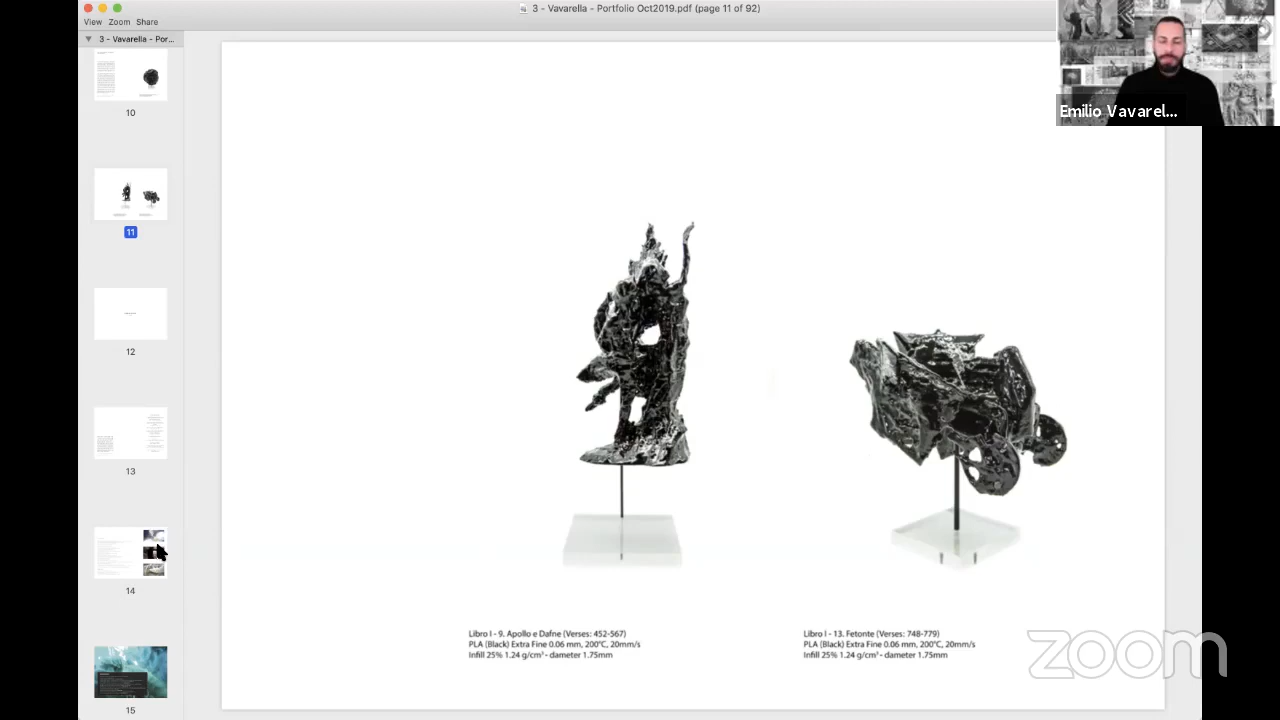 3 - Vavarella - Portfolio Oct2019.pdf (page 11 of 92)
View Zoom Share
3 - Vavarella - Por...
10
11
12
13
14
15
Emilio Vavarel...
Libro I - 9. Apollo e Dafne (Verses: 452-567)
PLA (Black) Extra Fine 0.06 mm, 200°C, 20mm/s
Infill 25% 1.24 g/cm³ - dameter 1.75mm
Libro I - 13. Fetonte (Verses: 748-779)
PLA (Black) Extra Fine 0.06 mm, 200°C, 20mm/s
Infill 25% 1.24 g/cm³ - dameter 1.75mm
zoom